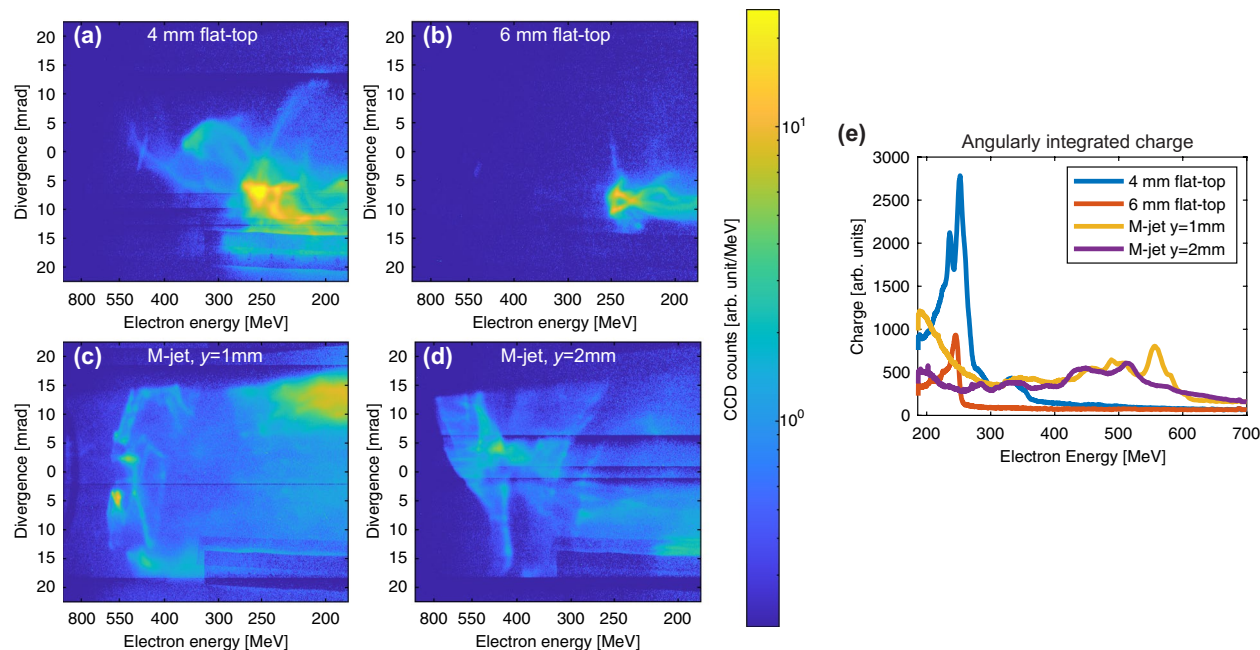 (a) 4 mm flat-top
20
15
10
5
0
5
10
15
20
Divergence [mrad]
800 550 400 300 250 200
Electron energy [MeV]
(b) 6 mm flat-top
20
15
10
5
0
5
10
15
20
Divergence [mrad]
800 550 400 300 250 200
Electron energy [MeV]
(c) M-jet, y=1mm
20
15
10
5
0
5
10
15
20
Divergence [mrad]
800 550 400 300 250 200
Electron energy [MeV]
(d) M-jet, y=2mm
20
15
10
5
0
5
10
15
20
Divergence [mrad]
800 550 400 300 250 200
Electron energy [MeV]
CCD counts [arb. unit/MeV]
10¹
10⁰
(e)
Angularly integrated charge
3000
2500
2000
1500
1000
500
0
Charge [arb. units]
4 mm flat-top
6 mm flat-top
M-jet y=1mm
M-jet y=2mm
200 300 400 500 600 700
Electron Energy [MeV]